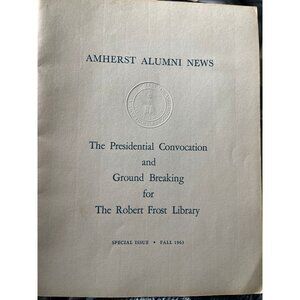 AMHERST ALUMNI NEWS
The Presidential Convocation
and
Ground Breaking
for
The Robert Frost Library
SPECIAL ISSUE • FALL 1963